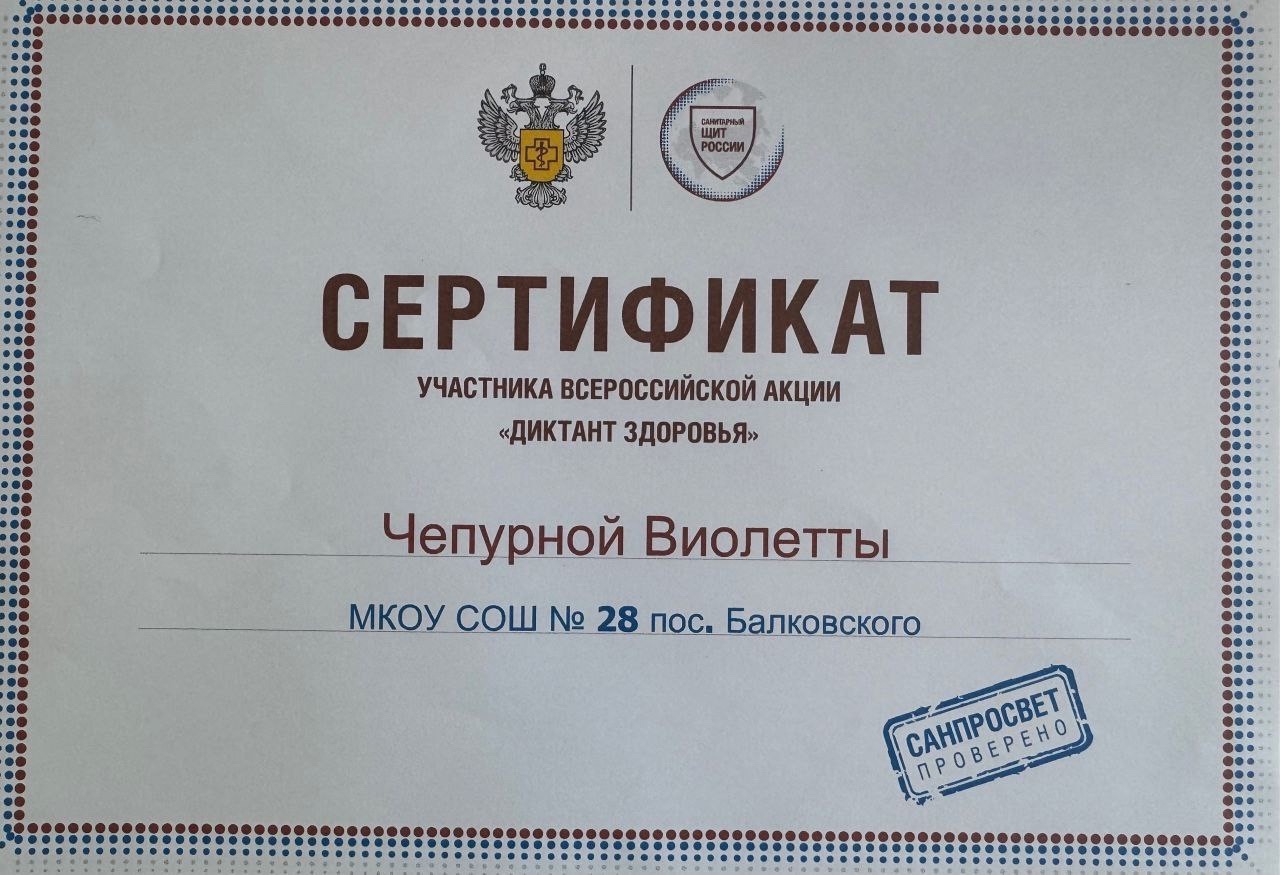 САНИТАРНЫЙ
ЩИТ
РОССИИ
СЕРТИФИКАТ
УЧАСТНИКА ВСЕРОССИЙСКОЙ АКЦИИ
«ДИКТАНТ ЗДОРОВЬЯ»
Чепурной Виолетты
МКОУ СОШ № 28 пос. Балковского
САНПРОСВЕТ
ПРОВЕРЕНО